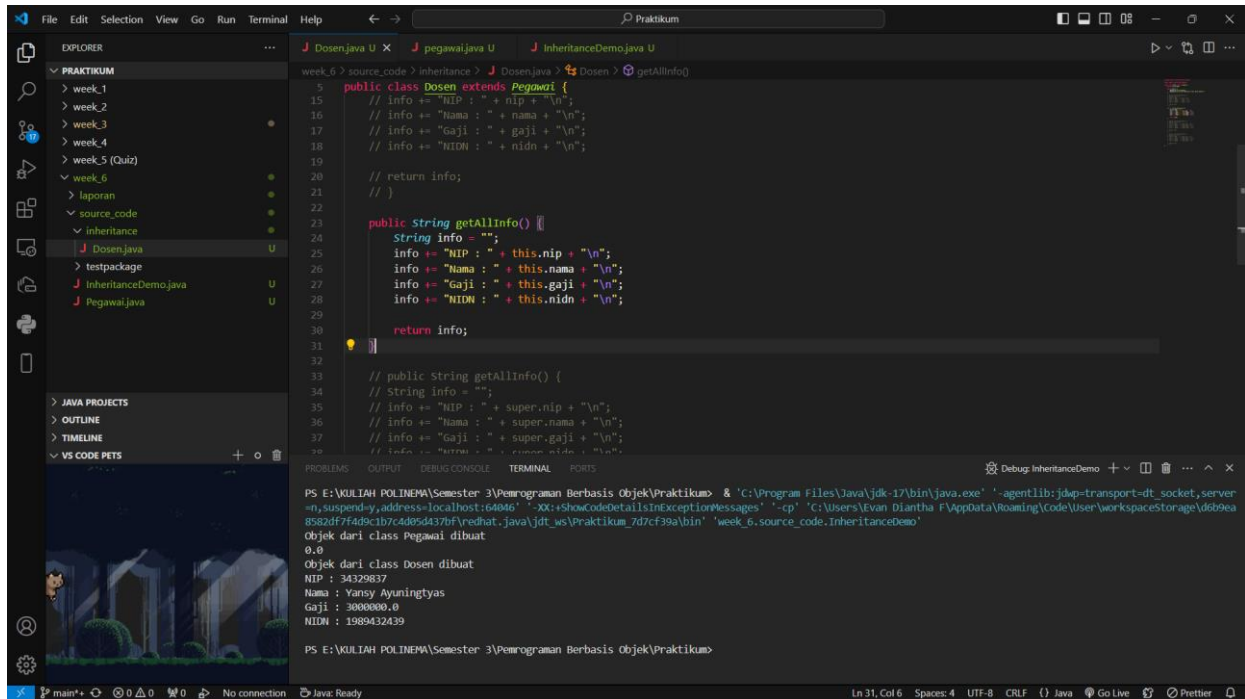 File Edit Selection View Go Run Terminal Help
Praktikum
EXPLORER
PRAKTIKUM
week_1
week_2
week_3
week_4
week_5 (Quiz)
week_6
laporan
source_code
inheritance
Dosen.java U
testpackage
InheritanceDemo.java U
Pegawai.java U
JAVA PROJECTS
OUTLINE
TIMELINE
VS CODE PETS
17
Dosen.java U pegawai.java U InheritanceDemo.java U
week_6 > source_code > inheritance > Dosen.java > Dosen > getAllInfo()
5 public class Dosen extends Pegawai {
15 // info += "NIP : " + nip + "\n";
16 // info += "Nama : " + nama + "\n";
17 // info += "Gaji : " + gaji + "\n";
18 // info += "NIDN : " + nidn + "\n";
19
20 // return info;
21 // }
22
23 public String getAllInfo() {
24 String info = "";
25 info += "NIP : " + this.nip + "\n";
26 info += "Nama : " + this.nama + "\n";
27 info += "Gaji : " + this.gaji + "\n";
28 info += "NIDN : " + this.nidn + "\n";
29
30 return info;
31 }
32
33 // public String getAllInfo() {
34 // String info = "";
35 // info += "NIP : " + super.nip + "\n";
36 // info += "Nama : " + super.nama + "\n";
37 // info += "Gaji : " + super.gaji + "\n";
38 // info += "NIDN : " + super.nidn + "\n";
PROBLEMS OUTPUT DEBUG CONSOLE TERMINAL PORTS
Debug: InheritanceDemo
PS E:\KULIAH POLINEMA\Semester 3\Pemrograman Berbasis Objek\Praktikum> & 'C:\Program Files\Java\jdk-17\bin\java.exe' '-agentlib:jdwp=transport=dt_socket,server
=n,suspend=y,address=localhost:64046' '-XX:+ShowCodeDetailsInExceptionMessages' '-cp' 'C:\Users\Evan Diantha F\AppData\Roaming\Code\User\workspaceStorage\d6b9ea
8582df7f4d9c1b7c4d05d437bf\redhat.java\jdt_ws\Praktikum_7d7cf39a\bin' 'week_6.source_code.InheritanceDemo'
Objek dari class Pegawai dibuat
0.0
Objek dari class Dosen dibuat
NIP : 34329837
Nama : Yansy Ayuningtyas
Gaji : 3000000.0
NIDN : 1989432439
PS E:\KULIAH POLINEMA\Semester 3\Pemrograman Berbasis Objek\Praktikum>
main*+ 0 0 0 No connection Java: Ready
Ln 31, Col 6 Spaces: 4 UTF-8 CRLF {} Java Go Live Prettier